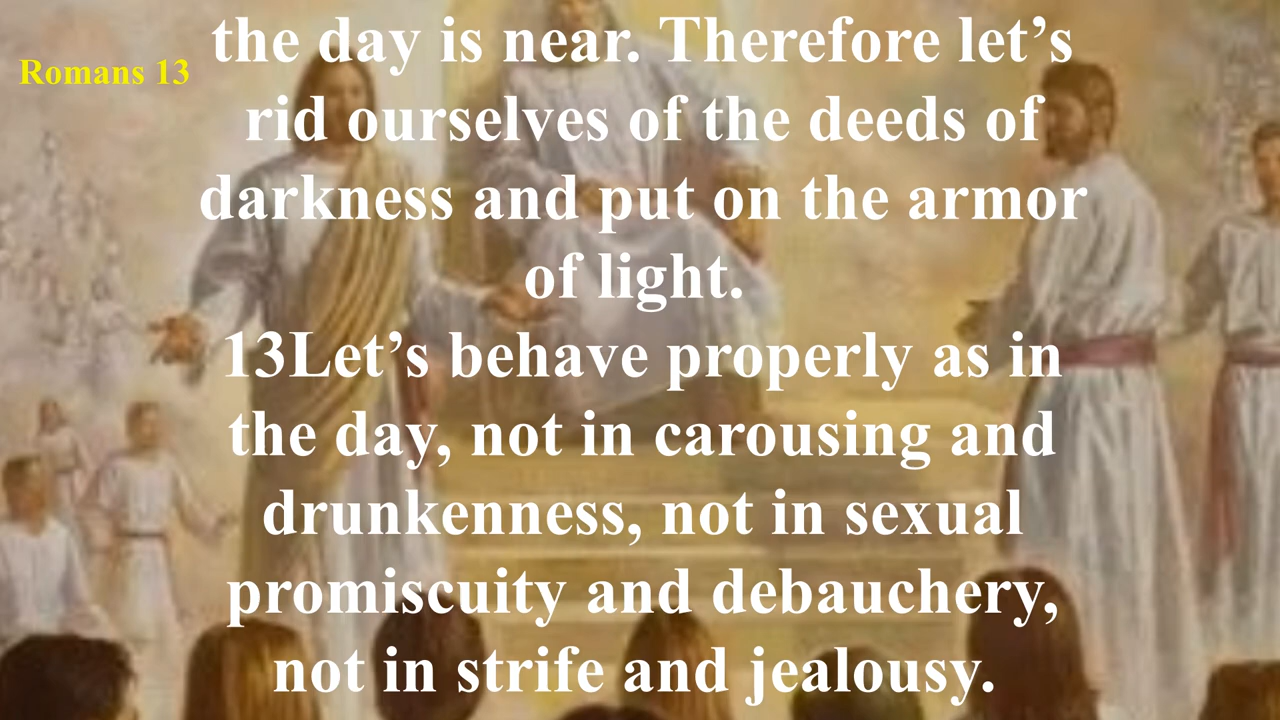 Romans 13
the day is near. Therefore let’s
rid ourselves of the deeds of
darkness and put on the armor
of light.
13Let’s behave properly as in
the day, not in carousing and
drunkenness, not in sexual
promiscuity and debauchery,
not in strife and jealousy.